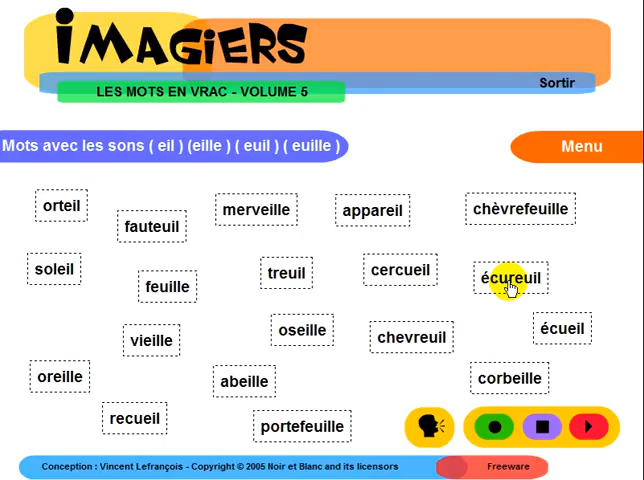 iMAGiERS
Sortir
LES MOTS EN VRAC - VOLUME 5
Mots avec les sons ( eil ) (eille ) ( euil ) ( euille )
Menu
orteil
fauteuil
merveille
appareil
chèvrefeuille
soleil
feuille
treuil
cercueil
écureuil
vieille
oseille
chevreuil
écueil
oreille
abeille
corbeille
recueil
portefeuille
Conception : Vincent Lefrançois - Copyright © 2005 Noir et Blanc and its licensors
Freeware